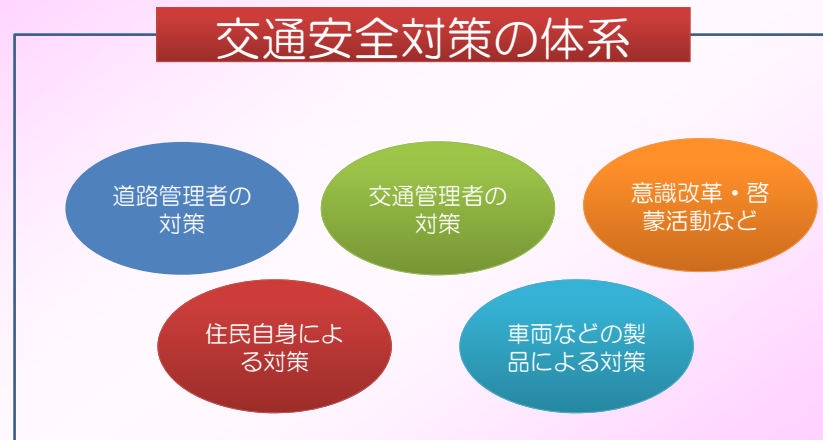 交通安全対策の体系
道路管理者の
対策
交通管理者の
対策
意識改革・啓
蒙活動など
住民自身によ
る対策
車両などの製
品による対策